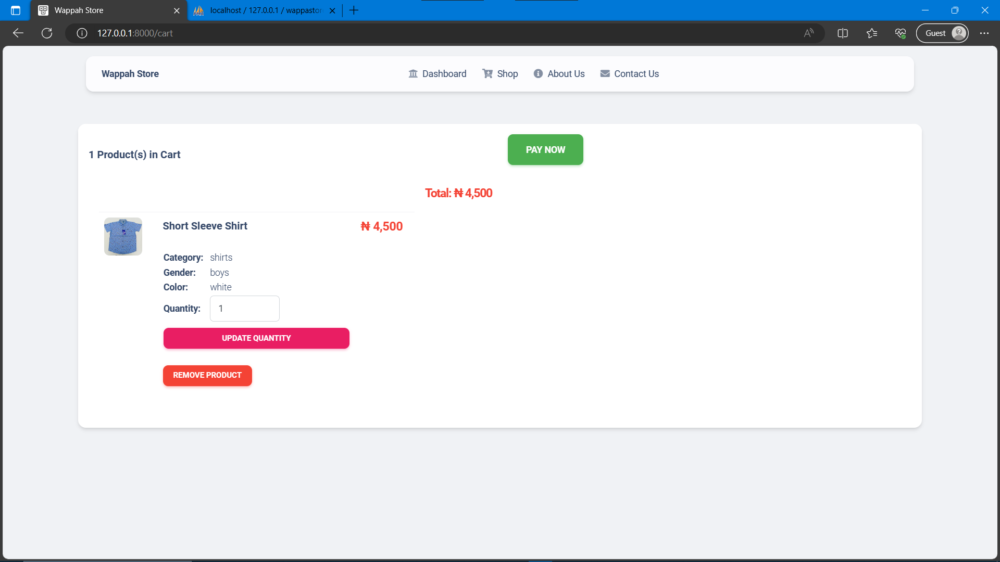 Wappah Store
localhost / 127.0.0.1 / wappastor
127.0.0.1:8000/cart
Guest
Wappah Store
Dashboard
Shop
About Us
Contact Us
1 Product(s) in Cart
PAY NOW
Total: ₦ 4,500
Short Sleeve Shirt
₦ 4,500
Category: shirts
Gender: boys
Color: white
Quantity: 1
UPDATE QUANTITY
REMOVE PRODUCT